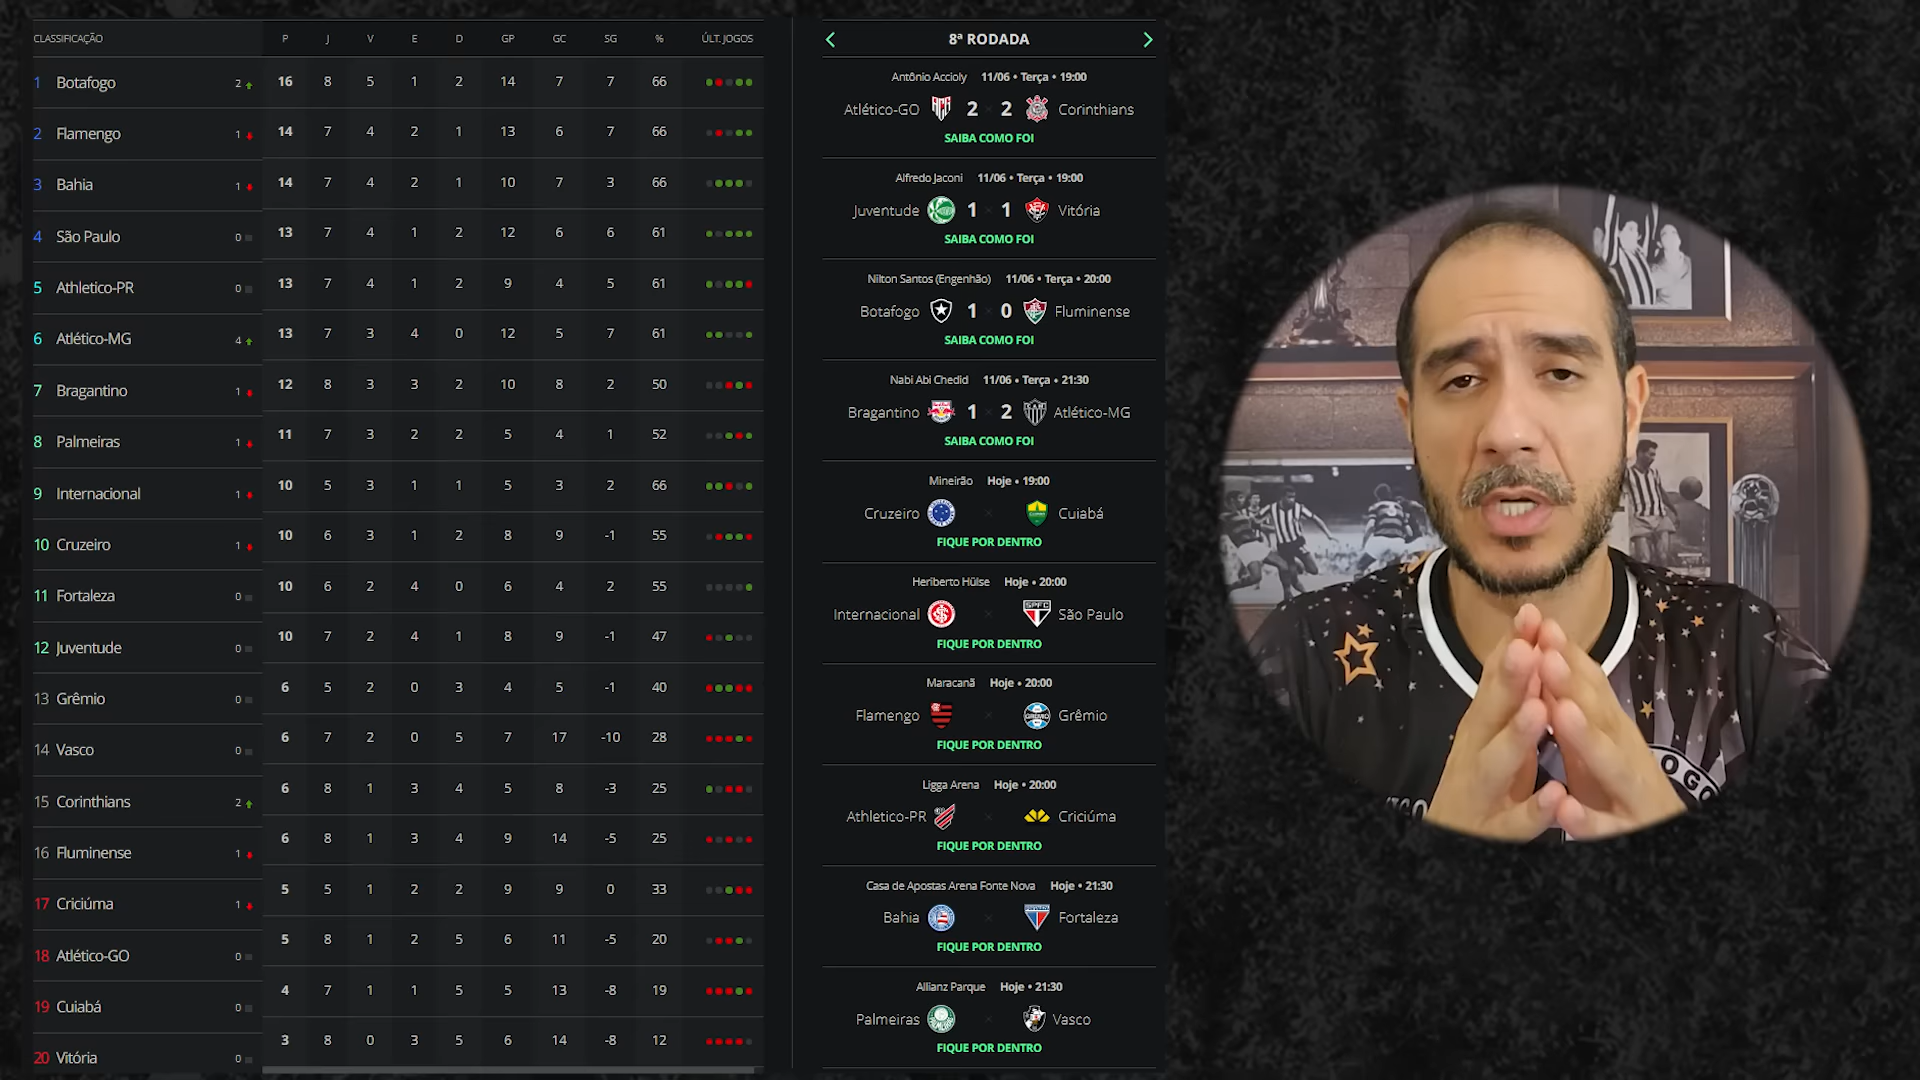 CLASSIFICAÇÃO P J V E D GP GC SG % ÚLT. JOGOS
1 Botafogo 2 16 8 5 1 2 14 7 7 66
2 Flamengo 1 14 7 4 2 1 13 6 7 66
3 Bahia 1 14 7 4 2 1 10 7 3 66
4 São Paulo 0 13 7 4 1 2 12 6 6 61
5 Athletico-PR 0 13 7 4 1 2 9 4 5 61
6 Atlético-MG 4 13 7 3 4 0 12 5 7 61
7 Bragantino 1 12 8 3 3 2 10 8 2 50
8 Palmeiras 1 11 7 3 2 2 5 4 1 52
9 Internacional 1 10 5 3 1 1 5 3 2 66
10 Cruzeiro 1 10 6 3 1 2 8 9 -1 55
11 Fortaleza 0 10 6 2 4 0 6 4 2 55
12 Juventude 0 10 7 2 4 1 8 9 -1 47
13 Grêmio 0 6 5 2 0 3 4 5 -1 40
14 Vasco 0 6 7 2 0 5 7 17 -10 28
15 Corinthians 2 6 8 1 3 4 5 8 -3 25
16 Fluminense 1 6 8 1 3 4 9 14 -5 25
17 Criciúma 1 5 5 1 2 2 9 9 0 33
18 Atlético-GO 0 5 8 1 2 5 6 11 -5 20
19 Cuiabá 0 4 7 1 1 5 5 13 -8 19
20 Vitória 0 3 8 0 3 5 6 14 -8 12
8ª RODADA
Antônio Accioly 11/06 • Terça • 19:00
Atlético-GO 2 × 2 Corinthians
SAIBA COMO FOI
Alfredo Jaconi 11/06 • Terça • 19:00
Juventude 1 × 1 Vitória
SAIBA COMO FOI
Nilton Santos (Engenhão) 11/06 • Terça • 20:00
Botafogo 1 × 0 Fluminense
SAIBA COMO FOI
Nabi Abi Chedid 11/06 • Terça • 21:30
Bragantino 1 × 2 Atlético-MG
SAIBA COMO FOI
Mineirão Hoje • 19:00
Cruzeiro × Cuiabá
FIQUE POR DENTRO
Heriberto Hülse Hoje • 20:00
Internacional × SPFC São Paulo
FIQUE POR DENTRO
Maracanã Hoje • 20:00
Flamengo × Grêmio
FIQUE POR DENTRO
Ligga Arena Hoje • 20:00
Athletico-PR × Criciúma
FIQUE POR DENTRO
Casa de Apostas Arena Fonte Nova Hoje • 21:30
Bahia × Fortaleza
FIQUE POR DENTRO
Allianz Parque Hoje • 21:30
Palmeiras × Vasco
FIQUE POR DENTRO